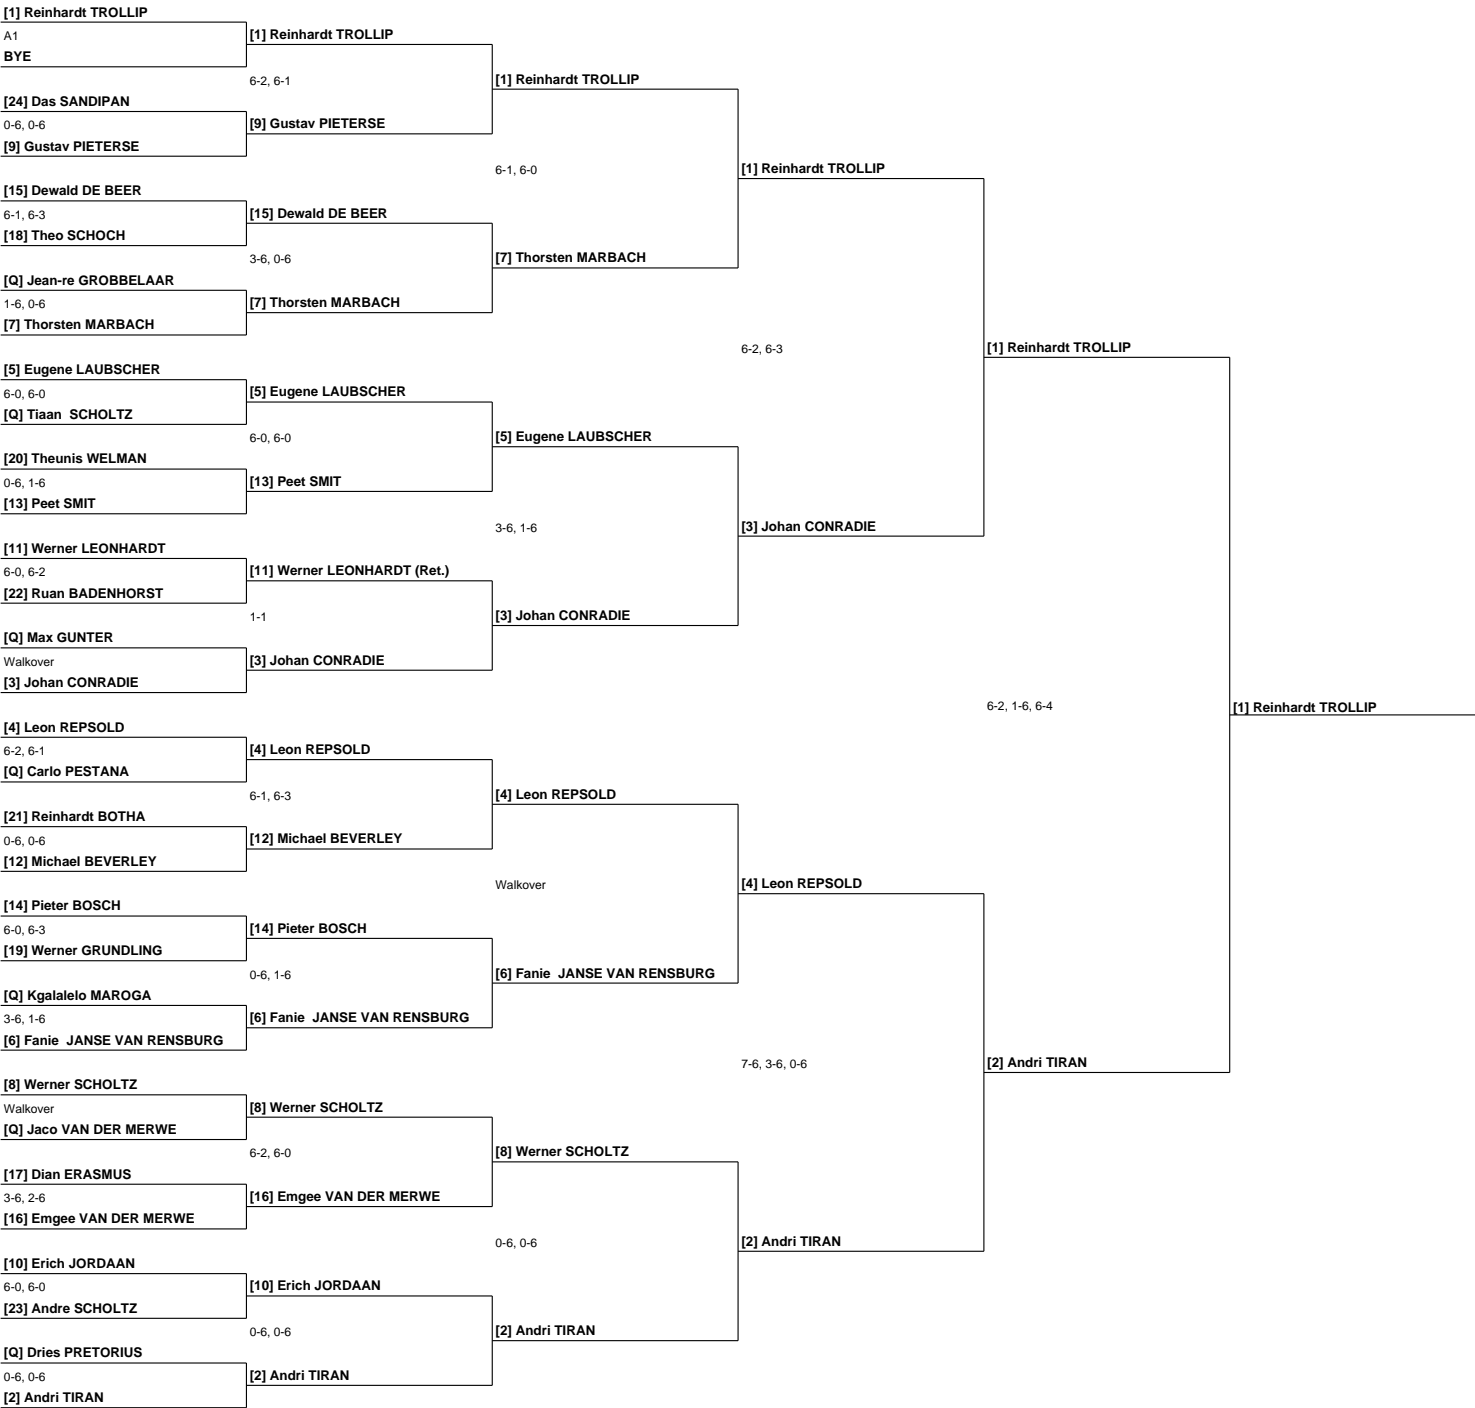 [1] Reinhardt TROLLIP
A1
BYE
[24] Das SANDIPAN
0-6, 0-6
[9] Gustav PIETERSE
[15] Dewald DE BEER
6-1, 6-3
[18] Theo SCHOCH
[Q] Jean-re GROBBELAAR
1-6, 0-6
[7] Thorsten MARBACH
[5] Eugene LAUBSCHER
6-0, 6-0
[Q] Tiaan  SCHOLTZ
[20] Theunis WELMAN
0-6, 1-6
[13] Peet SMIT
[11] Werner LEONHARDT
6-0, 6-2
[22] Ruan BADENHORST
[Q] Max GUNTER
Walkover
[3] Johan CONRADIE
[4] Leon REPSOLD
6-2, 6-1
[Q] Carlo PESTANA
[21] Reinhardt BOTHA
0-6, 0-6
[12] Michael BEVERLEY
[14] Pieter BOSCH
6-0, 6-3
[19] Werner GRUNDLING
[Q] Kgalalelo MAROGA
3-6, 1-6
[6] Fanie  JANSE VAN RENSBURG
[8] Werner SCHOLTZ
Walkover
[Q] Jaco VAN DER MERWE
[17] Dian ERASMUS
3-6, 2-6
[16] Emgee VAN DER MERWE
[10] Erich JORDAAN
6-0, 6-0
[23] Andre SCHOLTZ
[Q] Dries PRETORIUS
0-6, 0-6
[2] Andri TIRAN
[1] Reinhardt TROLLIP
6-2, 6-1
[9] Gustav PIETERSE
[15] Dewald DE BEER
3-6, 0-6
[7] Thorsten MARBACH
[5] Eugene LAUBSCHER
6-0, 6-0
[13] Peet SMIT
[11] Werner LEONHARDT (Ret.)
1-1
[3] Johan CONRADIE
[4] Leon REPSOLD
6-1, 6-3
[12] Michael BEVERLEY
[14] Pieter BOSCH
0-6, 1-6
[6] Fanie  JANSE VAN RENSBURG
[8] Werner SCHOLTZ
6-2, 6-0
[16] Emgee VAN DER MERWE
[10] Erich JORDAAN
0-6, 0-6
[2] Andri TIRAN
[1] Reinhardt TROLLIP
6-1, 6-0
[7] Thorsten MARBACH
[5] Eugene LAUBSCHER
3-6, 1-6
[3] Johan CONRADIE
[4] Leon REPSOLD
Walkover
[6] Fanie  JANSE VAN RENSBURG
[8] Werner SCHOLTZ
0-6, 0-6
[2] Andri TIRAN
[1] Reinhardt TROLLIP
6-2, 6-3
[3] Johan CONRADIE
[4] Leon REPSOLD
7-6, 3-6, 0-6
[2] Andri TIRAN
[1] Reinhardt TROLLIP
6-2, 1-6, 6-4
[2] Andri TIRAN
[1] Reinhardt TROLLIP